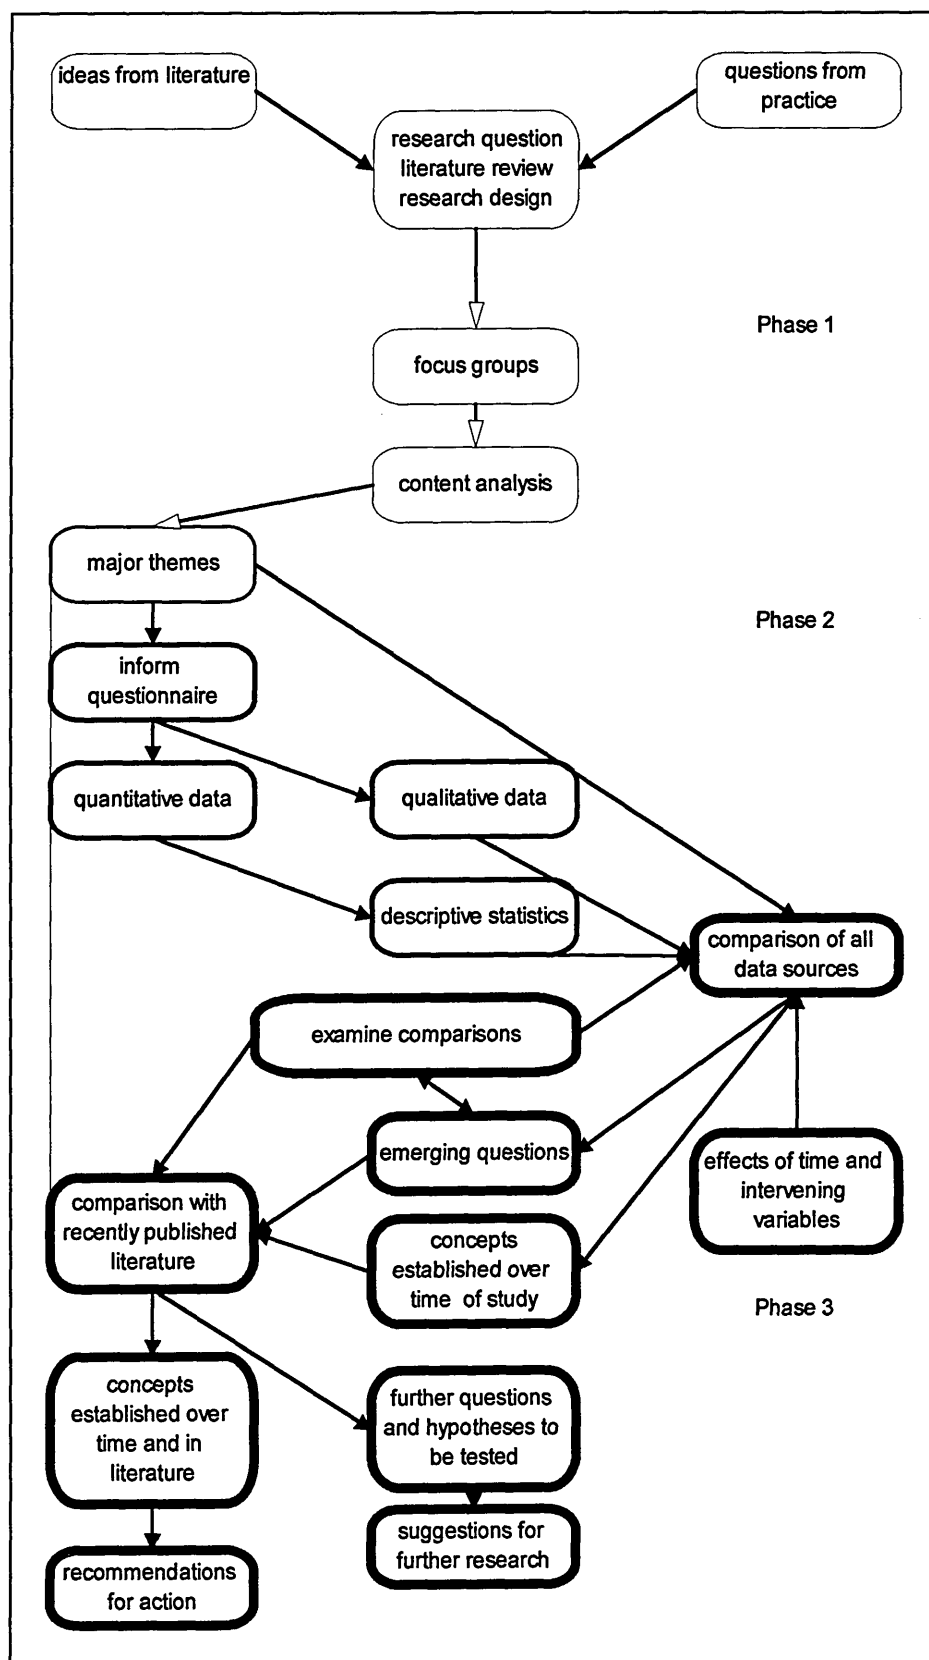 ideas from literature
questions from
practice
research question
literature review
research design
Phase 1
focus groups
content analysis
major themes
Phase 2
inform
questionnaire
quantitative data
qualitative data
descriptive statistics
comparison of all
data sources
examine comparisons
emerging questions
effects of time and
intervening
variables
comparison with
recently published
literature
concepts
established over
time of study
Phase 3
concepts
established over
time and in
literature
further questions
and hypotheses to
be tested
suggestions for
further research
recommendations
for action